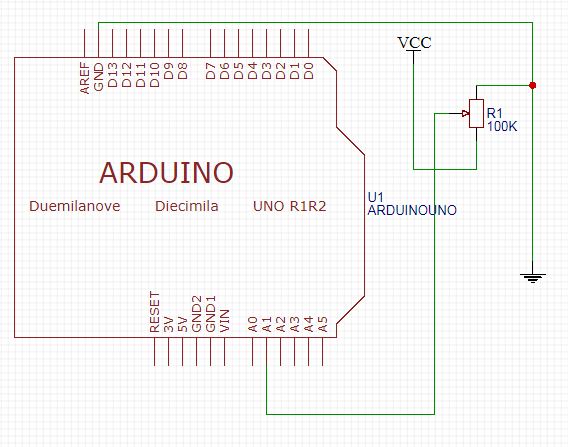 AREF GND D13 D12 D11 D10 D9 D8 D7 D6 D5 D4 D3 D2 D1 D0
VCC
R1
100K
ARDUINO
Duemilanove Diecimila UNO R1R2
U1
ARDUINOUNO
RESET 3V 5V GND2 GND1 VIN A0 A1 A2 A3 A4 A5